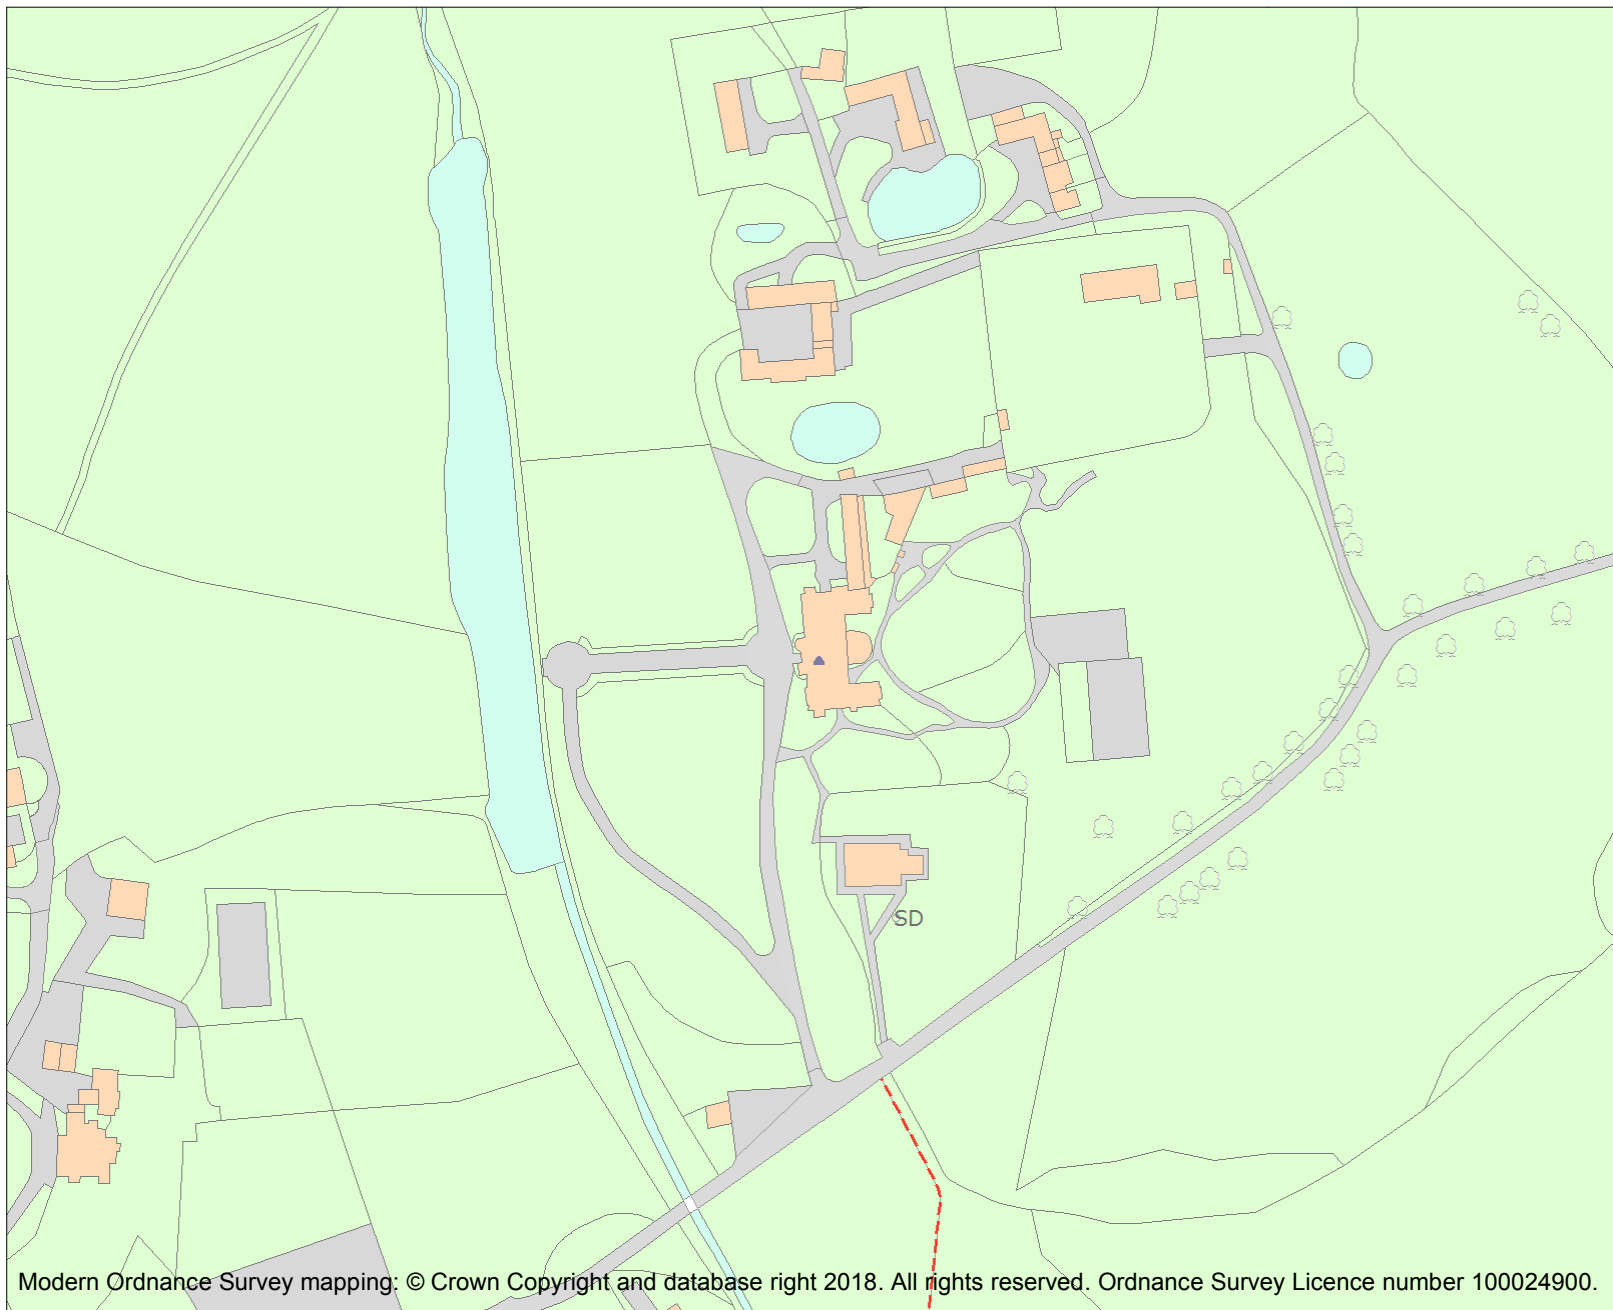 SD
Modern Ordnance Survey mapping: © Crown Copyright and database right 2018. All rights reserved. Ordnance Survey Licence number 100024900.